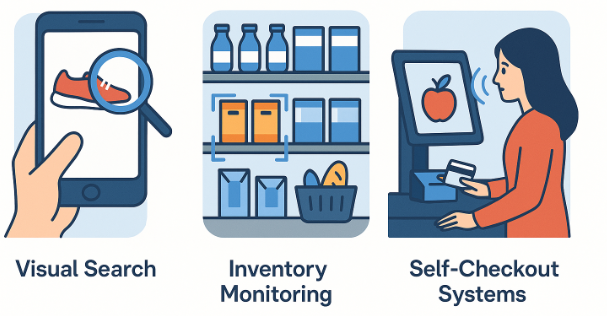 Visual Search
Inventory
Monitoring
Self-Checkout
Systems